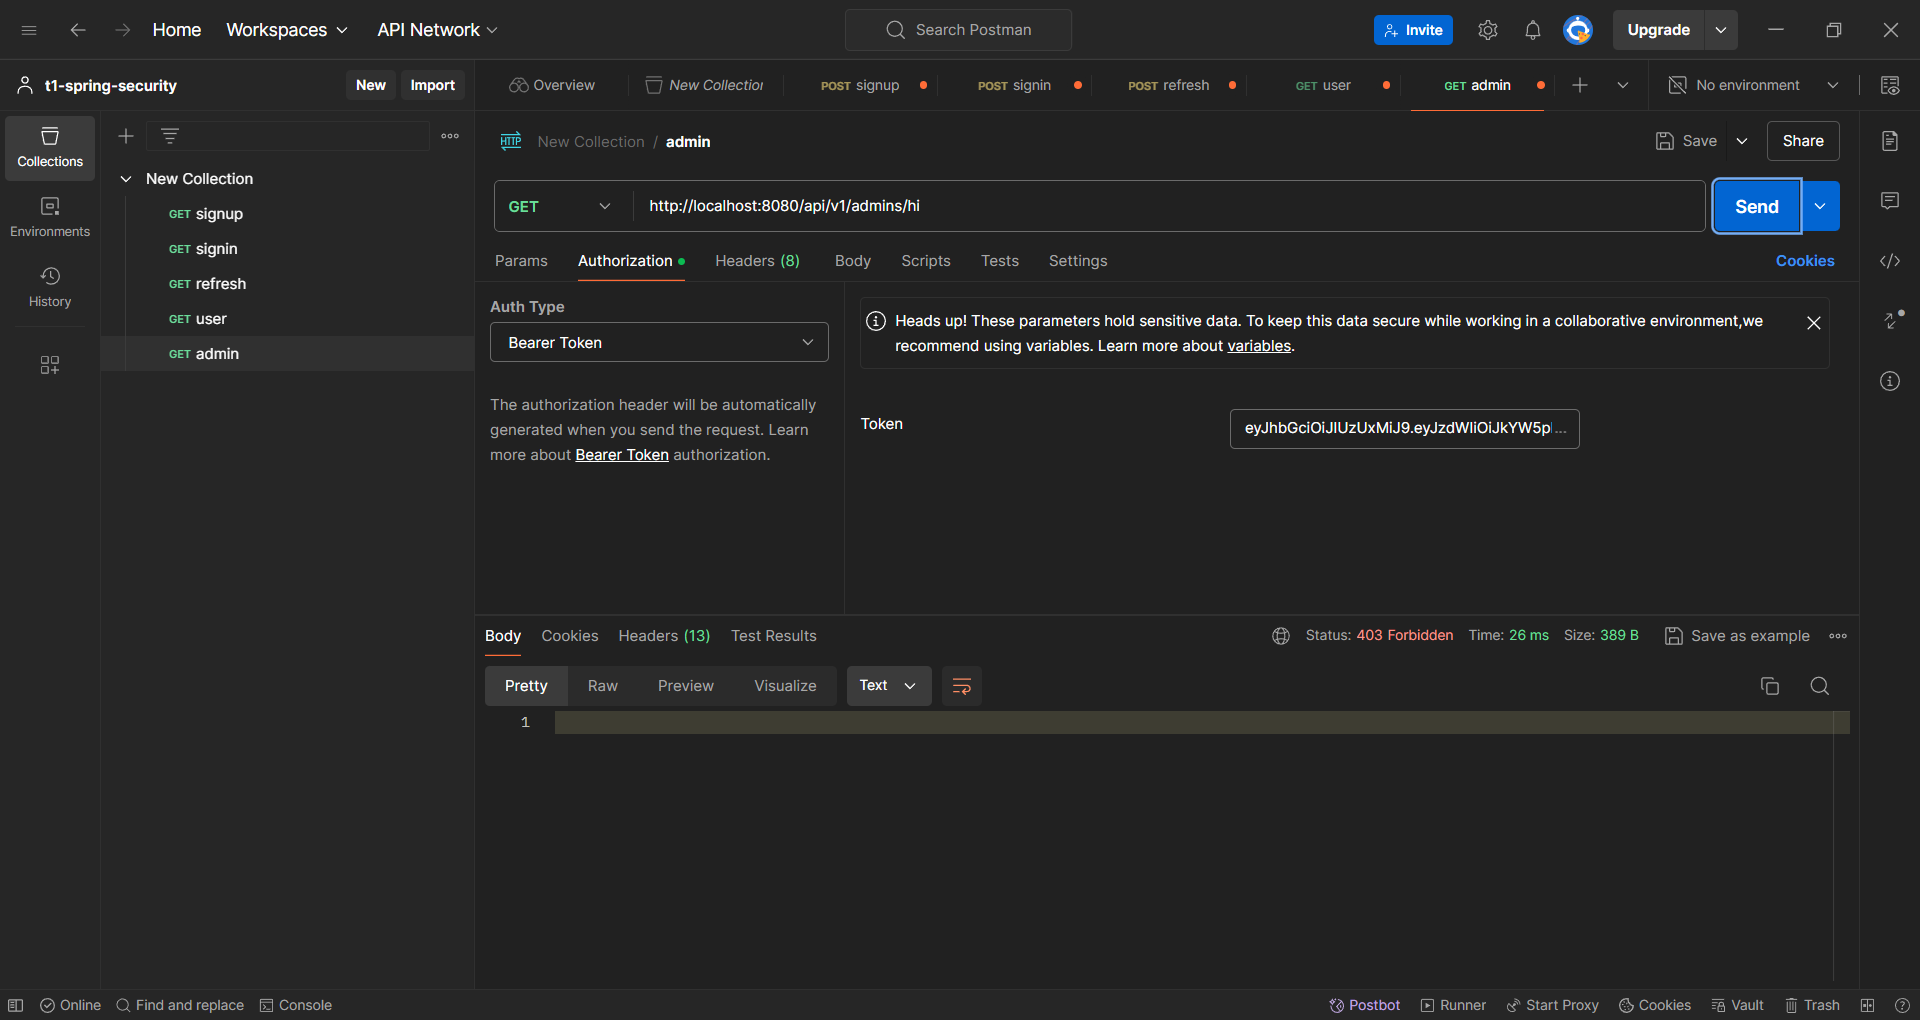 Home Workspaces API Network Search Postman Invite Upgrade
t1-spring-security New Import
Overview New Collection POST signup POST signin POST refresh GET user GET admin No environment
Collections
Environments
History
New Collection
GET signup
GET signin
GET refresh
GET user
GET admin
HTTP New Collection / admin Save Share
GET http://localhost:8080/api/v1/admins/hi Send
Params Authorization Headers (8) Body Scripts Tests Settings Cookies
Auth Type
Bearer Token
The authorization header will be automatically
generated when you send the request. Learn
more about Bearer Token authorization.
Heads up! These parameters hold sensitive data. To keep this data secure while working in a collaborative environment,we
recommend using variables. Learn more about variables.
Token eyJhbGciOiJIUzUxMiJ9.eyJzdWIiOiJkYW5p...
Body Cookies Headers (13) Test Results Status: 403 Forbidden Time: 26 ms Size: 389 B Save as example
Pretty Raw Preview Visualize Text
1
Online Find and replace Console Postbot Runner Start Proxy Cookies Vault Trash